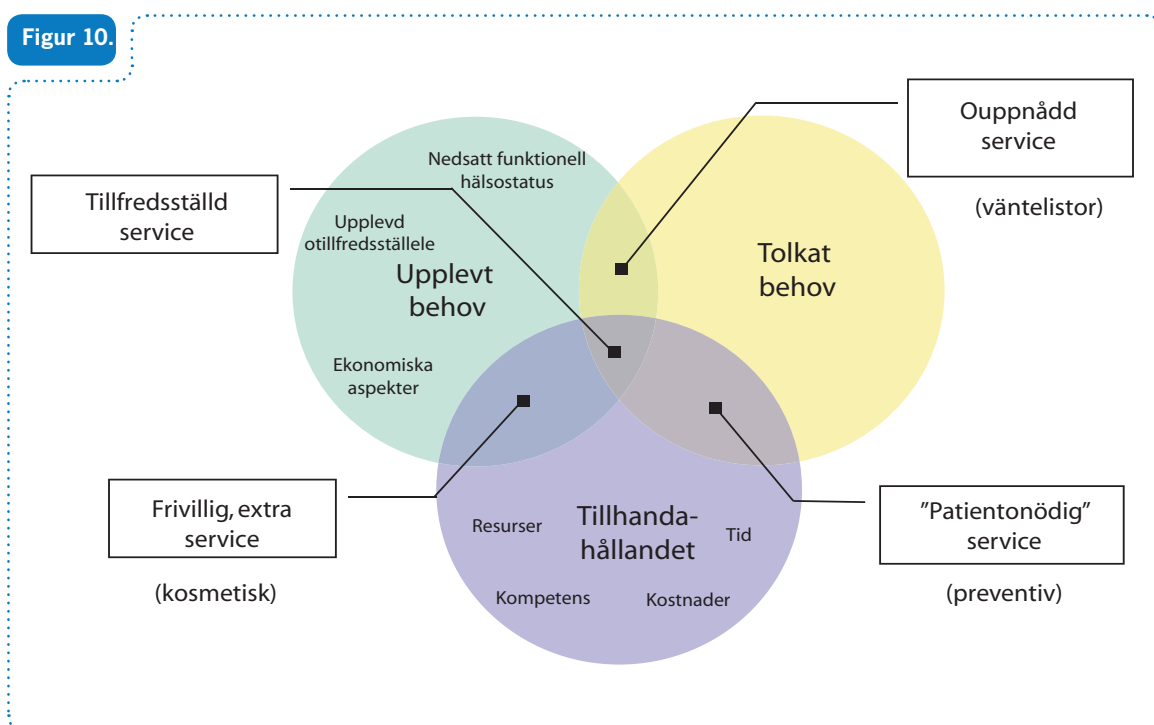 Figur 10.
Ouppnådd
service
(väntelistor)
Nedsatt funktionell
hälsostatus
Tillfredsställd
service
Upplevd
otillfredsställele
Upplevt
behov
Tolkat
behov
Ekonomiska
aspekter
Frivillig, extra
service
(kosmetisk)
Resurser
Tillhanda-
hållandet
Tid
Kompetens
Kostnader
”Patientonödig”
service
(preventiv)